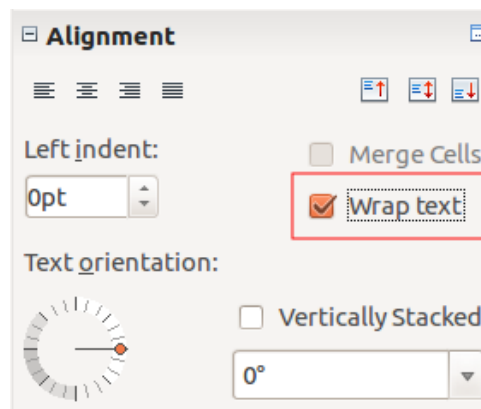 Alignment
Left indent:
Merge Cells
0pt
Wrap text
Text orientation:
Vertically Stacked
0°